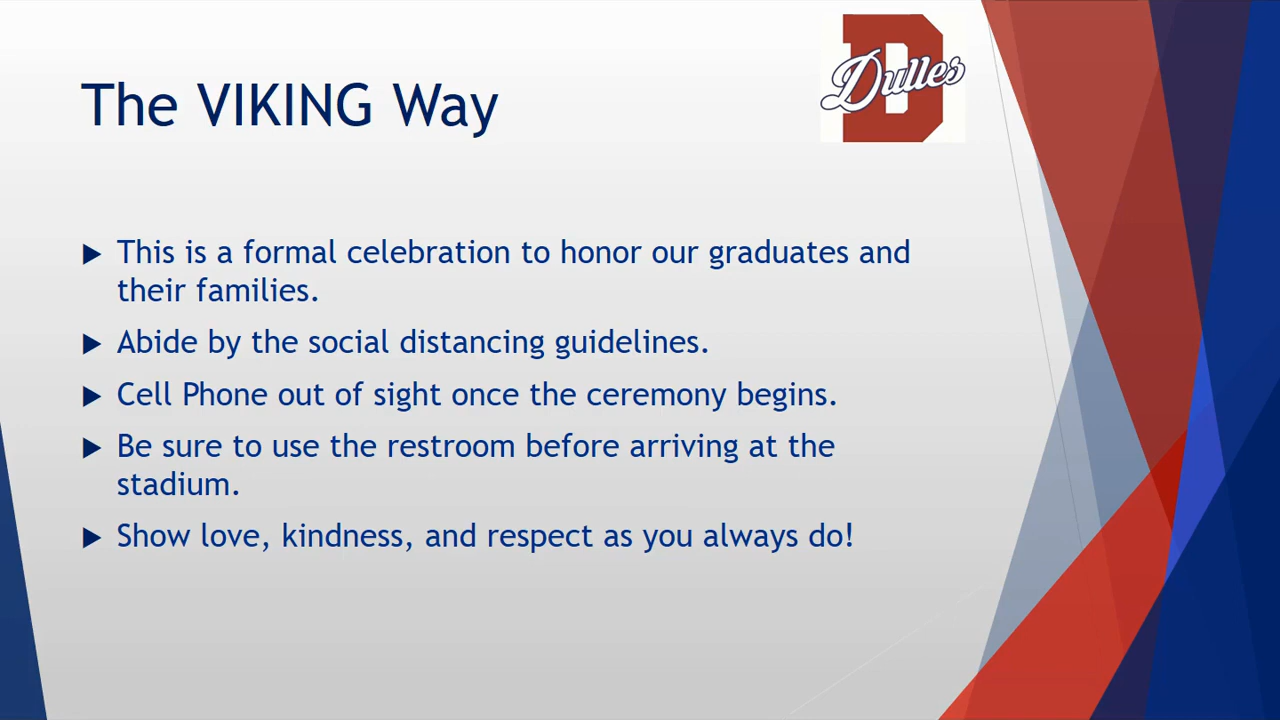 Dulles
The VIKING Way
This is a formal celebration to honor our graduates and
their families.
Abide by the social distancing guidelines.
Cell Phone out of sight once the ceremony begins.
Be sure to use the restroom before arriving at the
stadium.
Show love, kindness, and respect as you always do!